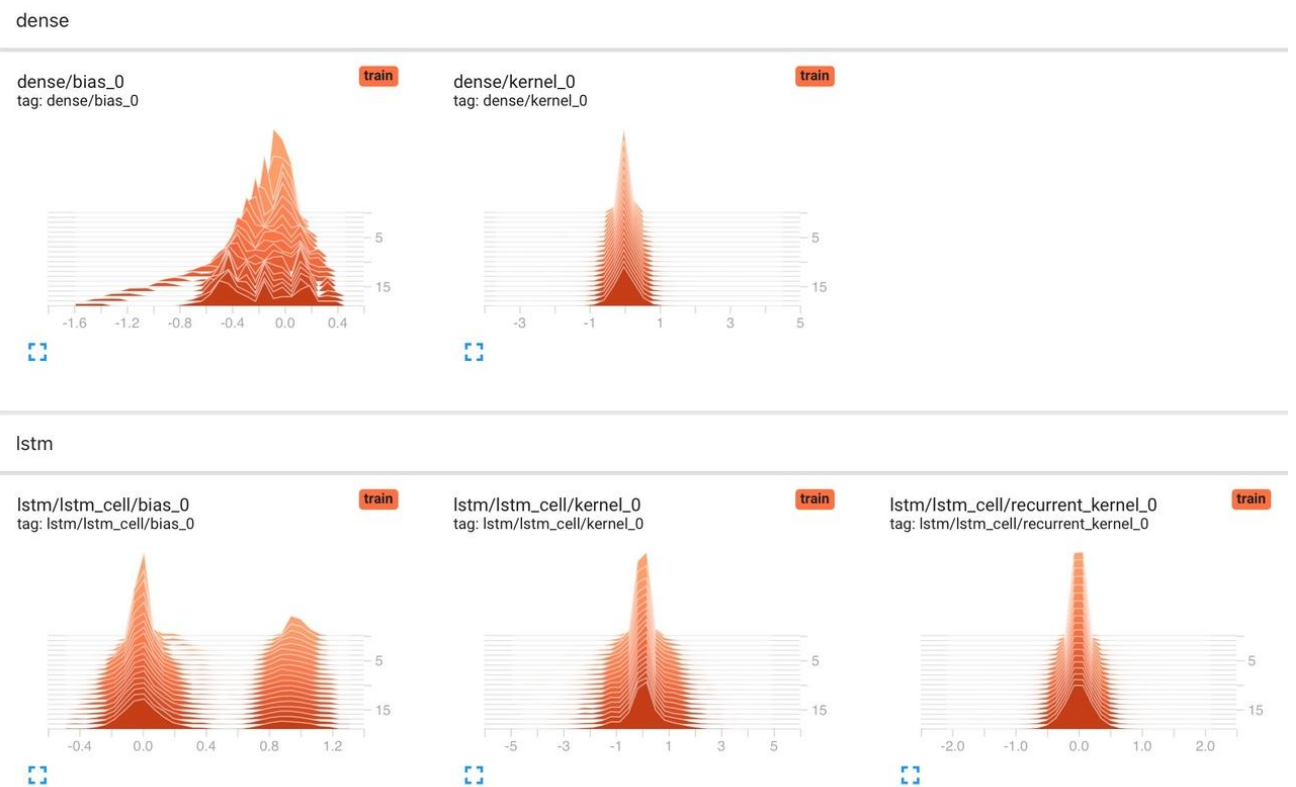 dense
dense/bias_0
train
tag: dense/bias_0
5
15
-1.6 -1.2 -0.8 -0.4 0.0 0.4
dense/kernel_0
train
tag: dense/kernel_0
5
15
-3 -1 1 3 5
lstm
lstm/lstm_cell/bias_0
train
tag: lstm/lstm_cell/bias_0
5
15
-0.4 0.0 0.4 0.8 1.2
lstm/lstm_cell/kernel_0
train
tag: lstm/lstm_cell/kernel_0
5
15
-5 -3 -1 1 3 5
lstm/lstm_cell/recurrent_kernel_0
train
tag: lstm/lstm_cell/recurrent_kernel_0
5
15
-2.0 -1.0 0.0 1.0 2.0